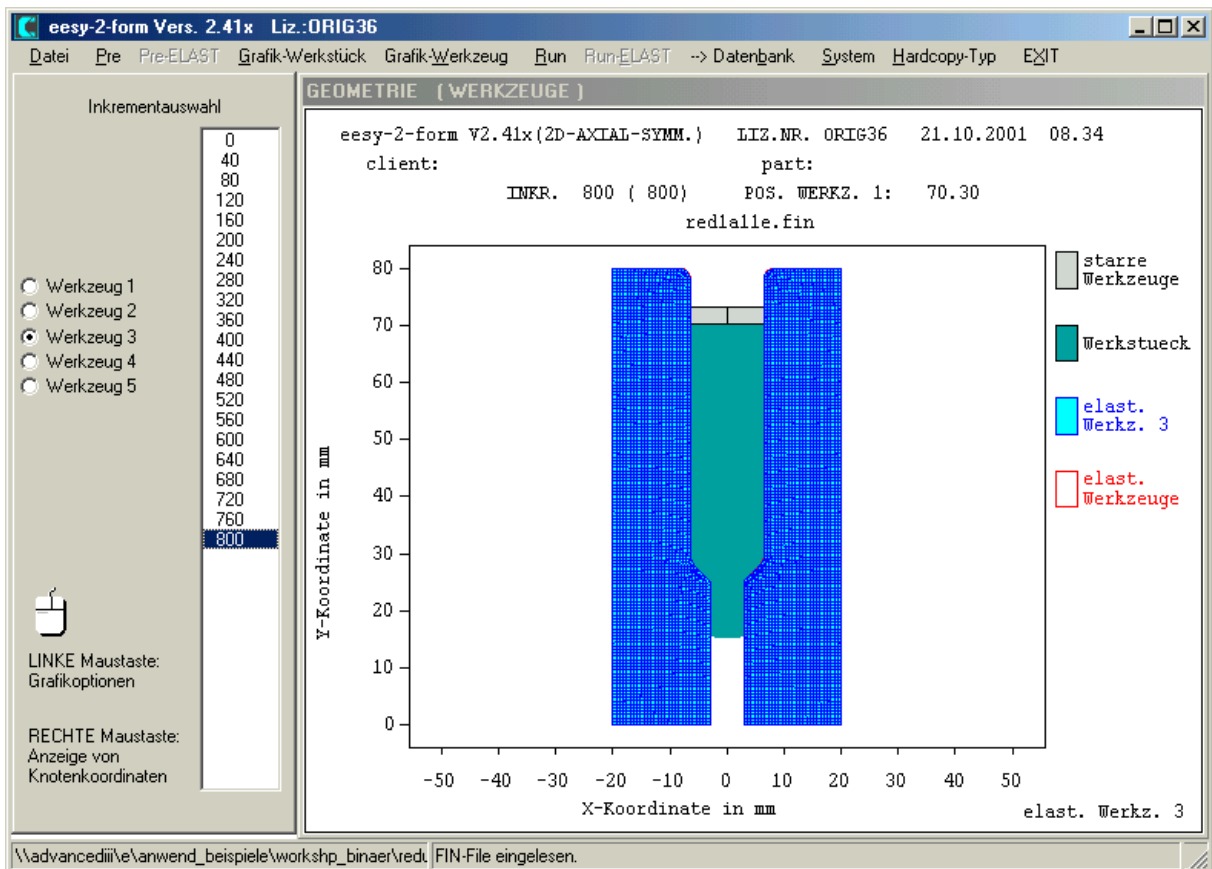 eesy-2-form Vers. 2.41x Liz.:ORIG36
Datei Pre Pre-ELAST Grafik-Werkstück Grafik-Werkzeug Run Run-ELAST --> Datenbank System Hardcopy-Typ EXIT
Inkrementauswahl
0
40
80
120
160
200
240
280
320
360
400
440
480
520
560
600
640
680
720
760
800
Werkzeug 1
Werkzeug 2
Werkzeug 3
Werkzeug 4
Werkzeug 5
LINKE Maustaste:
Grafikoptionen
RECHTE Maustaste:
Anzeige von
Knotenkoordinaten
GEOMETRIE ( WERKZEUGE )
eesy-2-form V2.41x(2D-AXIAL-SYMM.) LIZ.NR. ORIG36 21.10.2001 08.34
client: part:
INKR. 800 ( 800) POS. WERKZ. 1: 70.30
redlalle.fin
80
70
60
50
40
30
20
10
0
Y-Koordinate in mm
-50 -40 -30 -20 -10 0 10 20 30 40 50
X-Koordinate in mm
starre
Werkzeuge
Werkstueck
elast.
Werkz. 3
elast.
Werkzeuge
elast. Werkz. 3
\\advancediii\e\anwend_beispiele\workshp_binaer\redu FIN-File eingelesen.